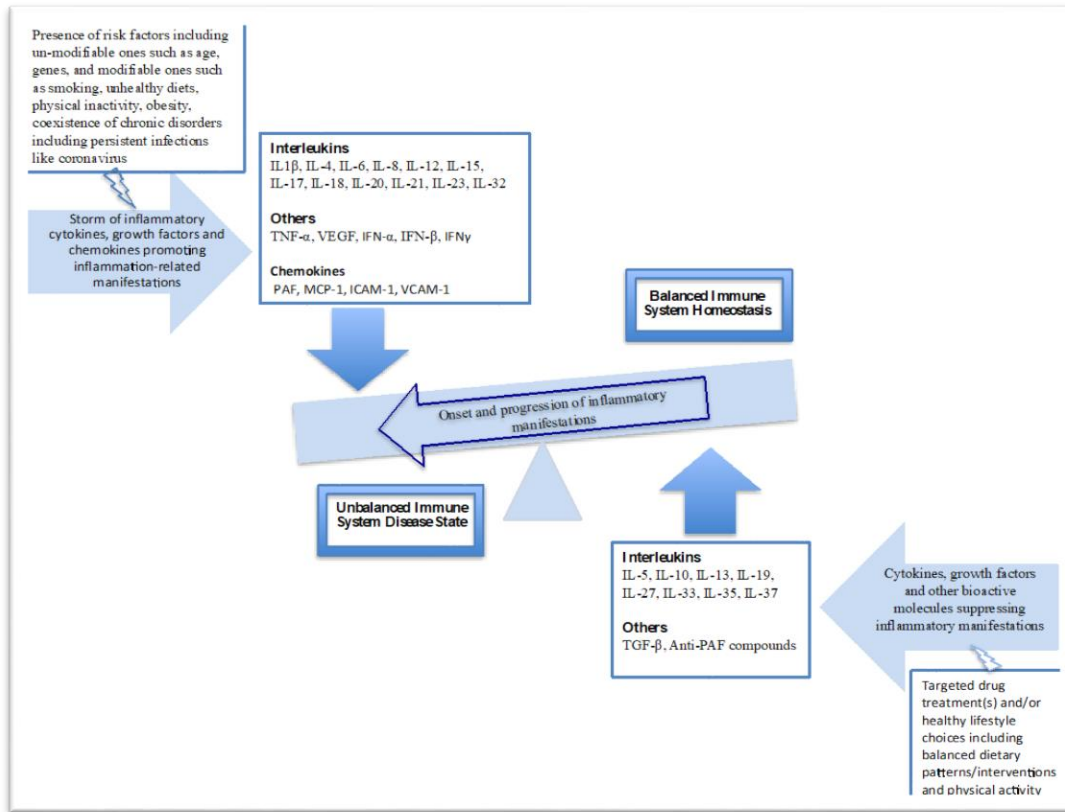 Presence of risk factors including
un-modifiable ones such as age,
genes, and modifiable ones such
as smoking, unhealthy diets,
physical inactivity, obesity,
coexistence of chronic disorders
including persistent infections
like coronavirus
Storm of inflammatory
cytokines, growth factors and
chemokines promoting
inflammation-related
manifestations
Interleukins
IL1β, IL-4, IL-6, IL-8, IL-12, IL-15,
IL-17, IL-18, IL-20, IL-21, IL-23, IL-32
Others
TNF-α, VEGF, IFN-α, IFN-β, IFNγ
Chemokines
PAF, MCP-1, ICAM-1, VCAM-1
Balanced Immune
System Homeostasis
Onset and progression of inflammatory
manifestations
Unbalanced Immune
System Disease State
Interleukins
IL-5, IL-10, IL-13, IL-19,
IL-27, IL-33, IL-35, IL-37
Others
TGF-β, Anti-PAF compounds
Cytokines, growth factors
and other bioactive
molecules suppressing
inflammatory manifestations
Targeted drug
treatment(s) and/or
healthy lifestyle
choices including
balanced dietary
patterns/interventions
and physical activity